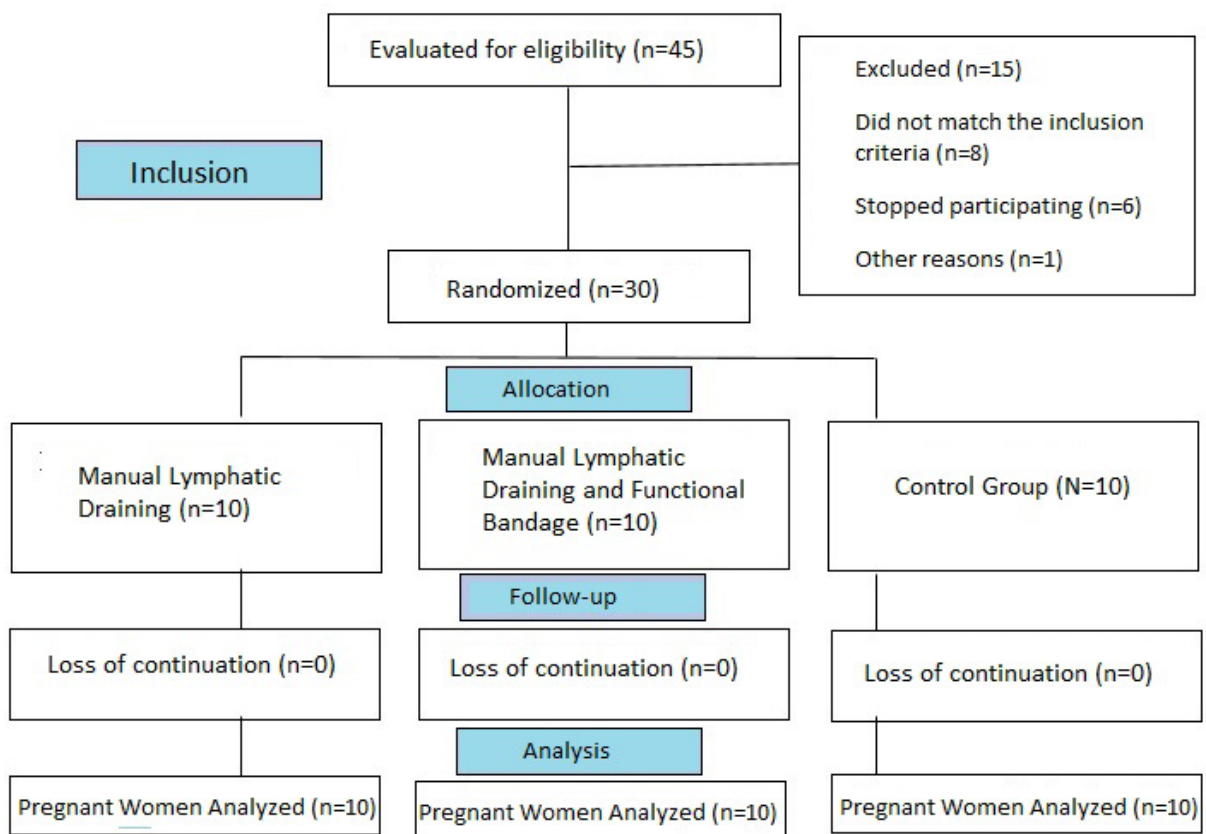 Evaluated for eligibility (n=45)
Excluded (n=15)
Did not match the inclusion
criteria (n=8)
Stopped participating (n=6)
Other reasons (n=1)
Inclusion
Randomized (n=30)
Allocation
Manual Lymphatic
Draining (n=10)
Manual Lymphatic
Draining and Functional
Bandage (n=10)
Control Group (N=10)
Follow-up
Loss of continuation (n=0)
Loss of continuation (n=0)
Loss of continuation (n=0)
Analysis
Pregnant Women Analyzed (n=10)
Pregnant Women Analyzed (n=10)
Pregnant Women Analyzed (n=10)